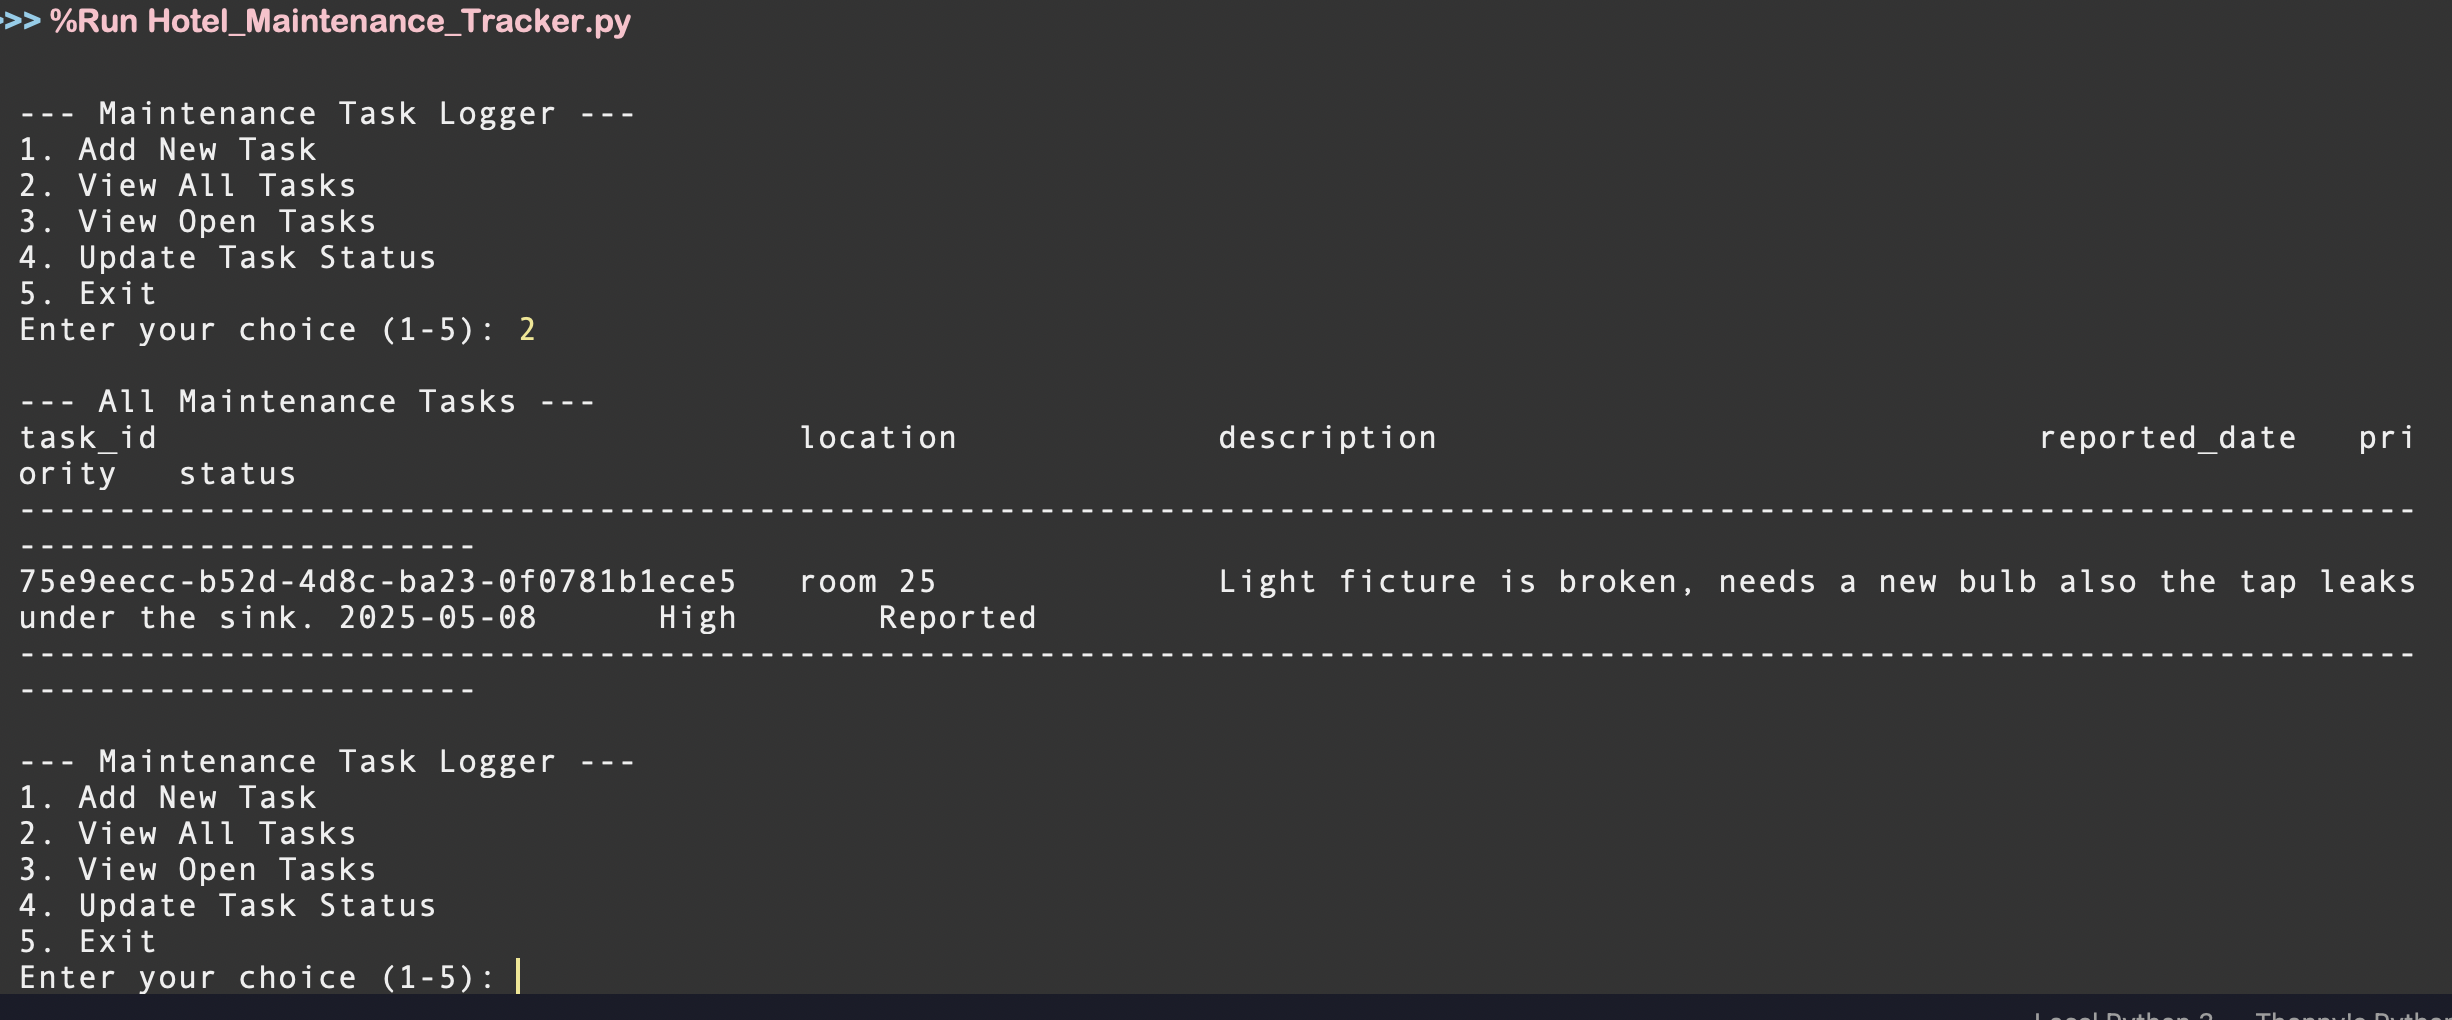 >>> %Run Hotel_Maintenance_Tracker.py
--- Maintenance Task Logger ---
1. Add New Task
2. View All Tasks
3. View Open Tasks
4. Update Task Status
5. Exit
Enter your choice (1-5): 2
--- All Maintenance Tasks ---
task_id                                location             description                              reported_date   pri
ority   status
------------------------------------------------------------------------------------------------------------------------
-----------------------
75e9eecc-b52d-4d8c-ba23-0f0781b1ece5   room 25              Light ficture is broken, needs a new bulb also the tap leaks
under the sink. 2025-05-08      High       Reported
------------------------------------------------------------------------------------------------------------------------
-----------------------
--- Maintenance Task Logger ---
1. Add New Task
2. View All Tasks
3. View Open Tasks
4. Update Task Status
5. Exit
Enter your choice (1-5):